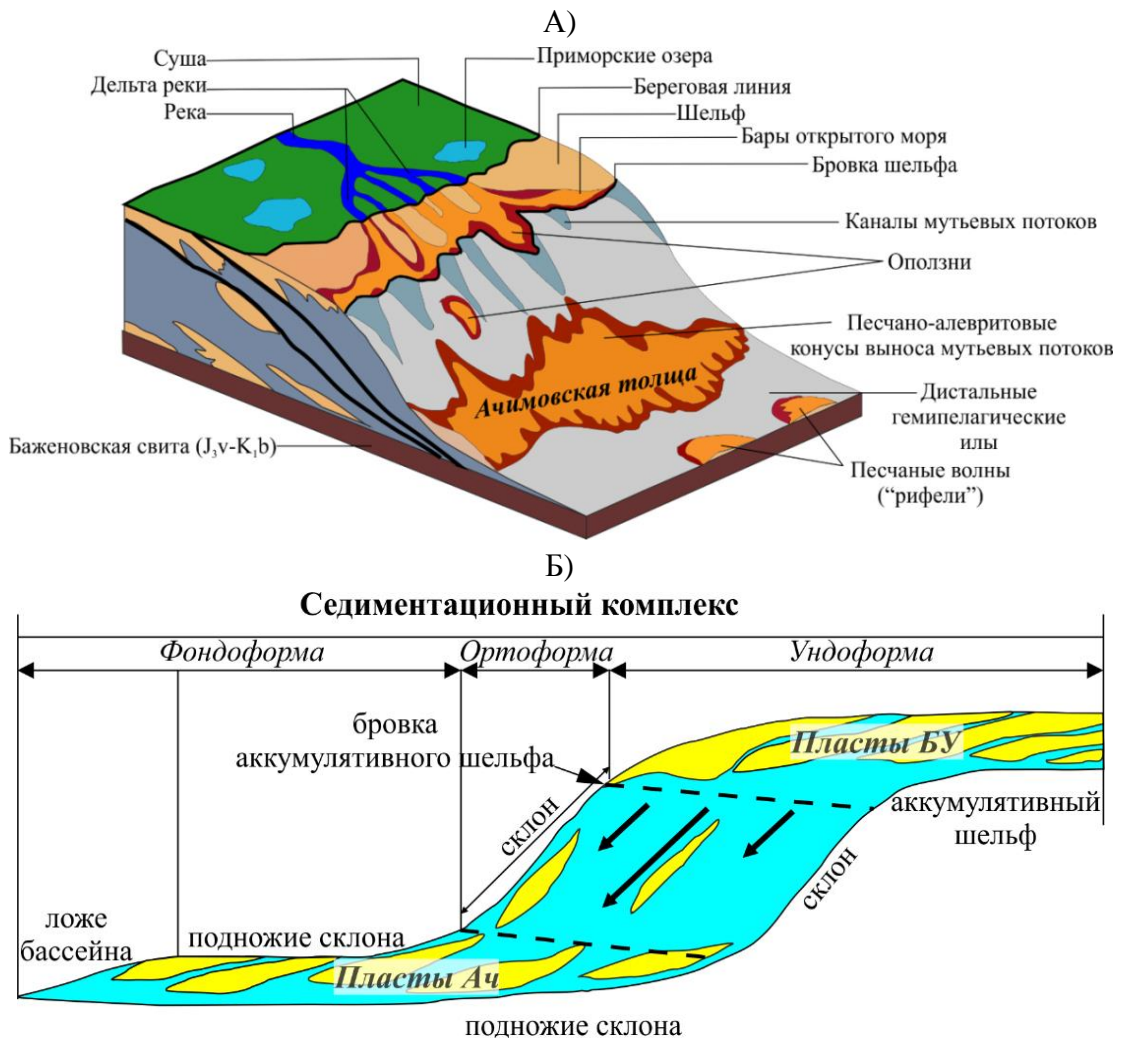 А)
Суша
Дельта реки
Река
Приморские озера
Береговая линия
Шельф
Бары открытого моря
Бровка шельфа
Каналы мутьевых потоков
Оползни
Песчано-алевритовые
конусы выноса мутьевых потоков
Ачимовская толща
Дистальные
гемипелагические
илы
Баженовская свита (J₃v-K₁b)
Песчаные волны
(“рифели”)
Б)
Седиментационный комплекс
Фондоформа
Ортоформа
Ундоформа
бровка
аккумулятивного шельфа
Пласты БУ
аккумулятивный
шельф
склон
склон
ложе
бассейна
подножие склона
Пласты Ач
подножие склона